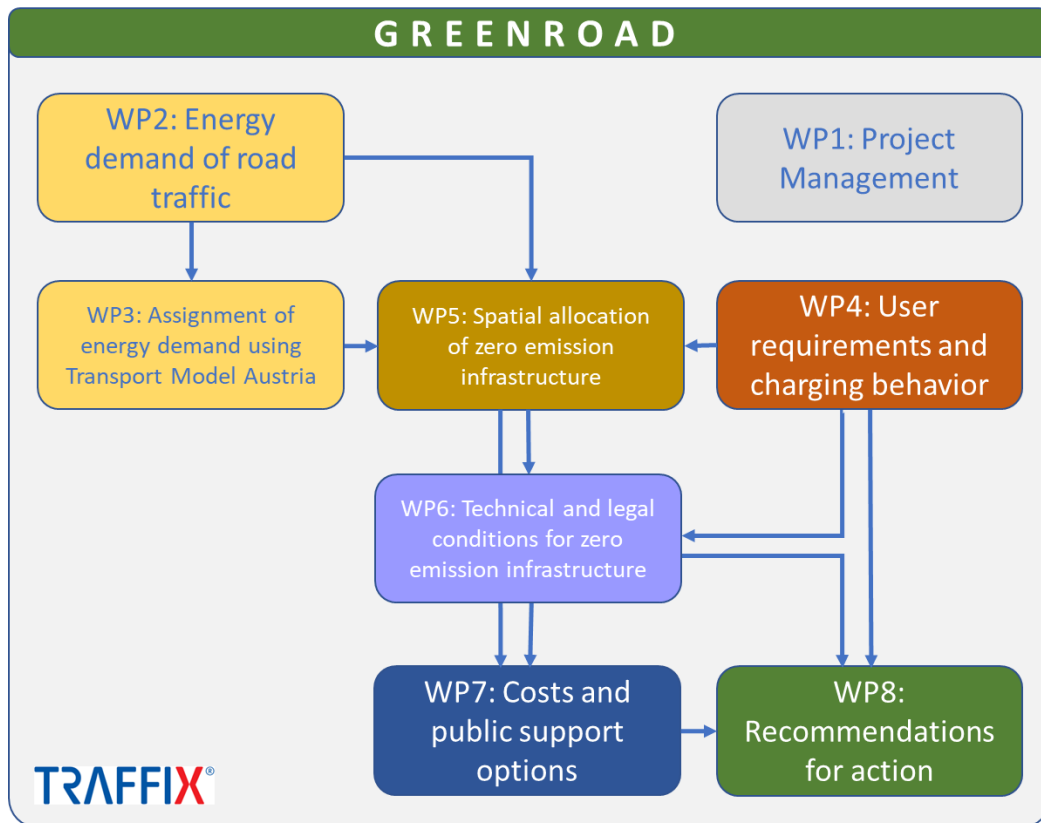 GREENROAD
WP2: Energy
demand of road
traffic
WP1: Project
Management
WP3: Assignment of
energy demand using
Transport Model Austria
WP5: Spatial allocation
of zero emission
infrastructure
WP4: User
requirements and
charging behavior
WP6: Technical and legal
conditions for zero
emission infrastructure
WP7: Costs and
public support
options
WP8:
Recommendations
for action
TRAFFIX®